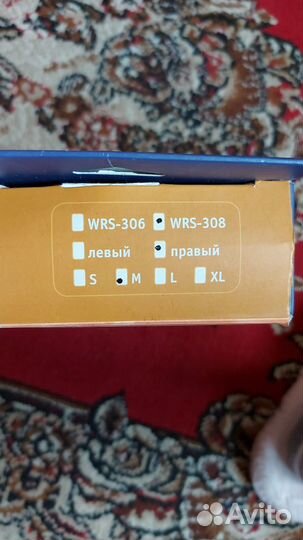 WRS-306 WRS-308
левый правый
S M L XL
Avito